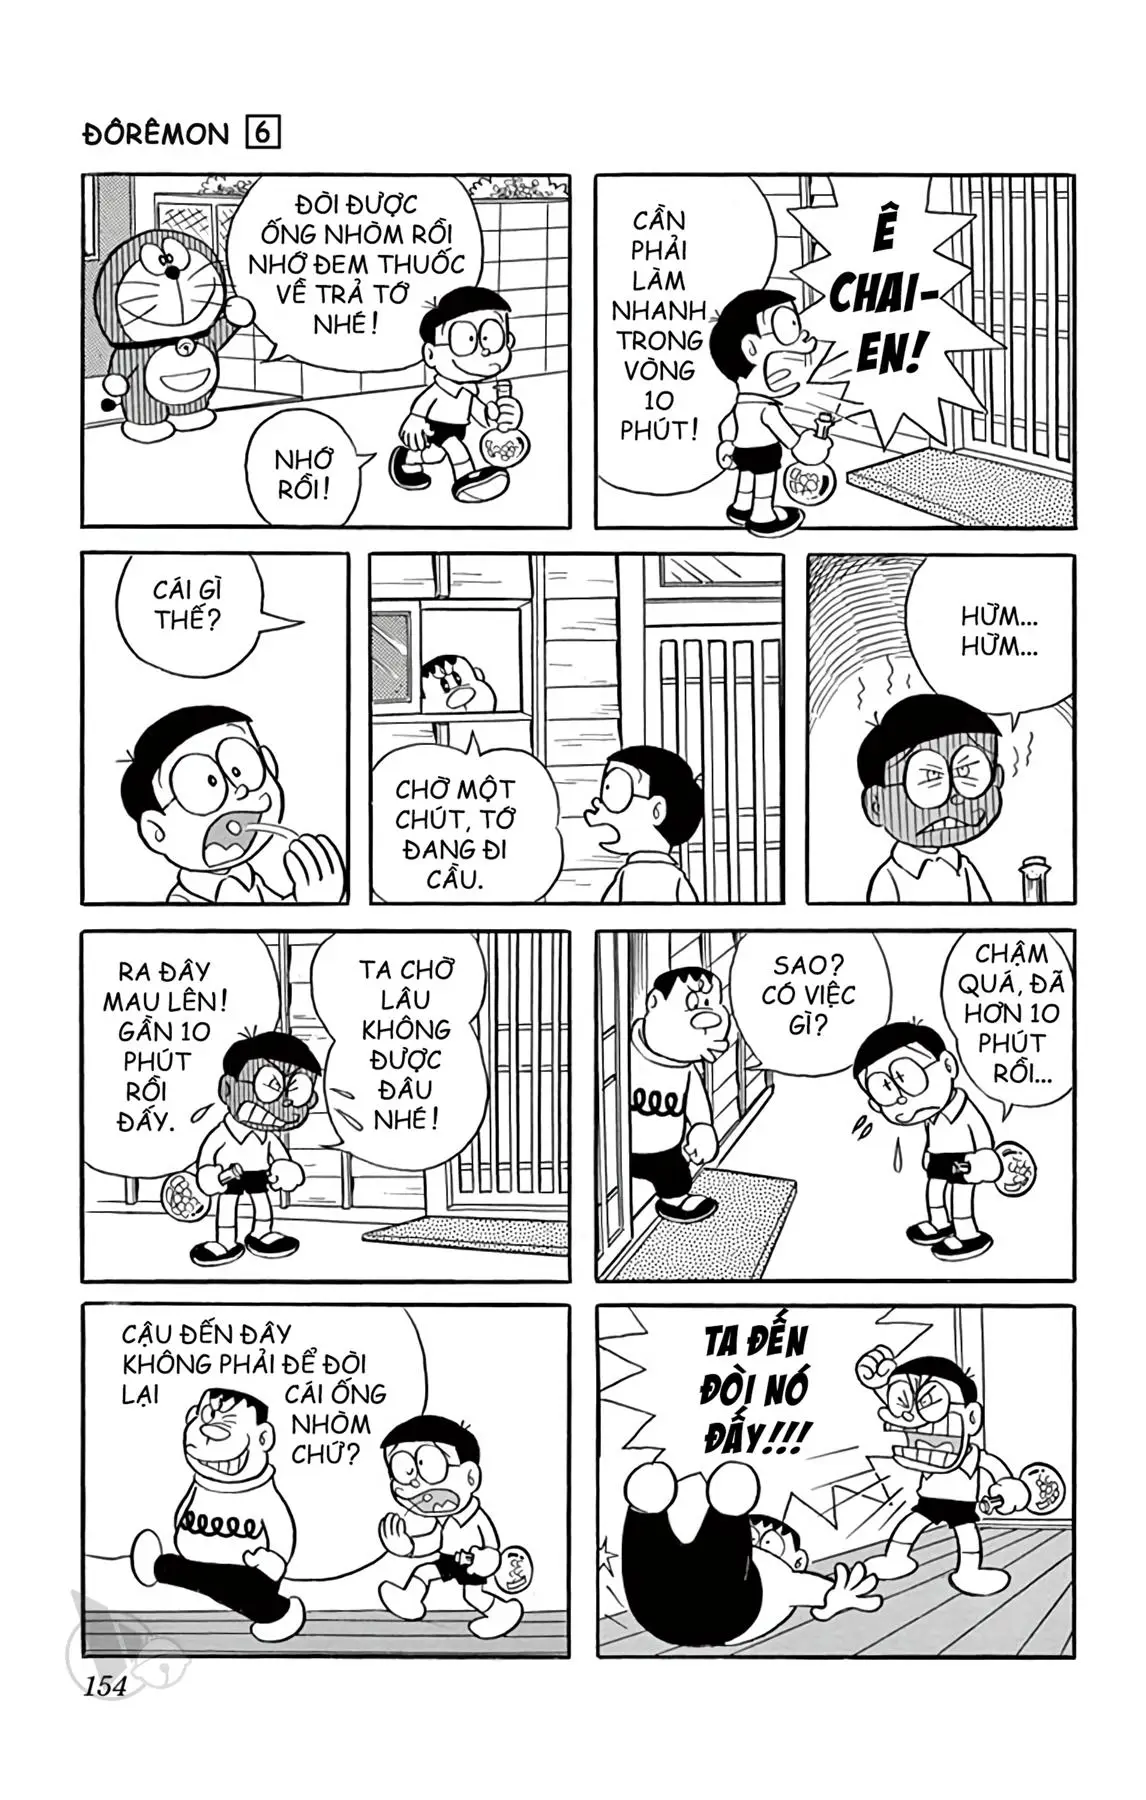 ĐÔRÊMON 6
ĐÒI ĐƯỢC
ỐNG NHÒM RỒI
NHỚ ĐEM THUỐC
VỀ TRẢ TỚ
NHÉ!
NHỚ
RỒI!
CẦN
PHẢI
LÀM
NHANH
TRONG
VÒNG
10
PHÚT!
Ê
CHAI-
EN!
CÁI GÌ
THẾ?
CHỜ MỘT
CHÚT, TỚ
ĐANG ĐI
CẦU.
HỪM...
HỪM...
RA ĐÂY
MAU LÊN!
GẦN 10
PHÚT
RỒI
ĐẤY.
TA CHỜ
LÂU
KHÔNG
ĐƯỢC
ĐÂU
NHÉ!
SAO?
CÓ VIỆC
GÌ?
CHẬM
QUÁ, ĐÃ
HƠN 10
PHÚT
RỒI...
CẬU ĐẾN ĐÂY
KHÔNG PHẢI ĐỂ ĐÒI
LẠI CÁI ỐNG
NHÒM
CHỨ?
TA ĐẾN
ĐÒI NÓ
ĐẤY!!!
154